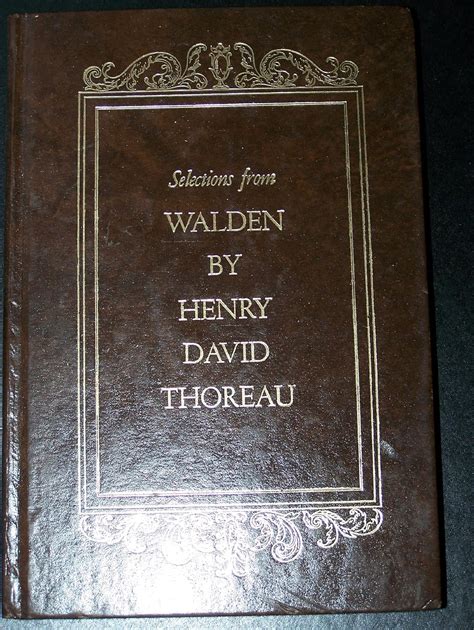 Selections from
WALDEN
BY
HENRY
DAVID
THOREAU